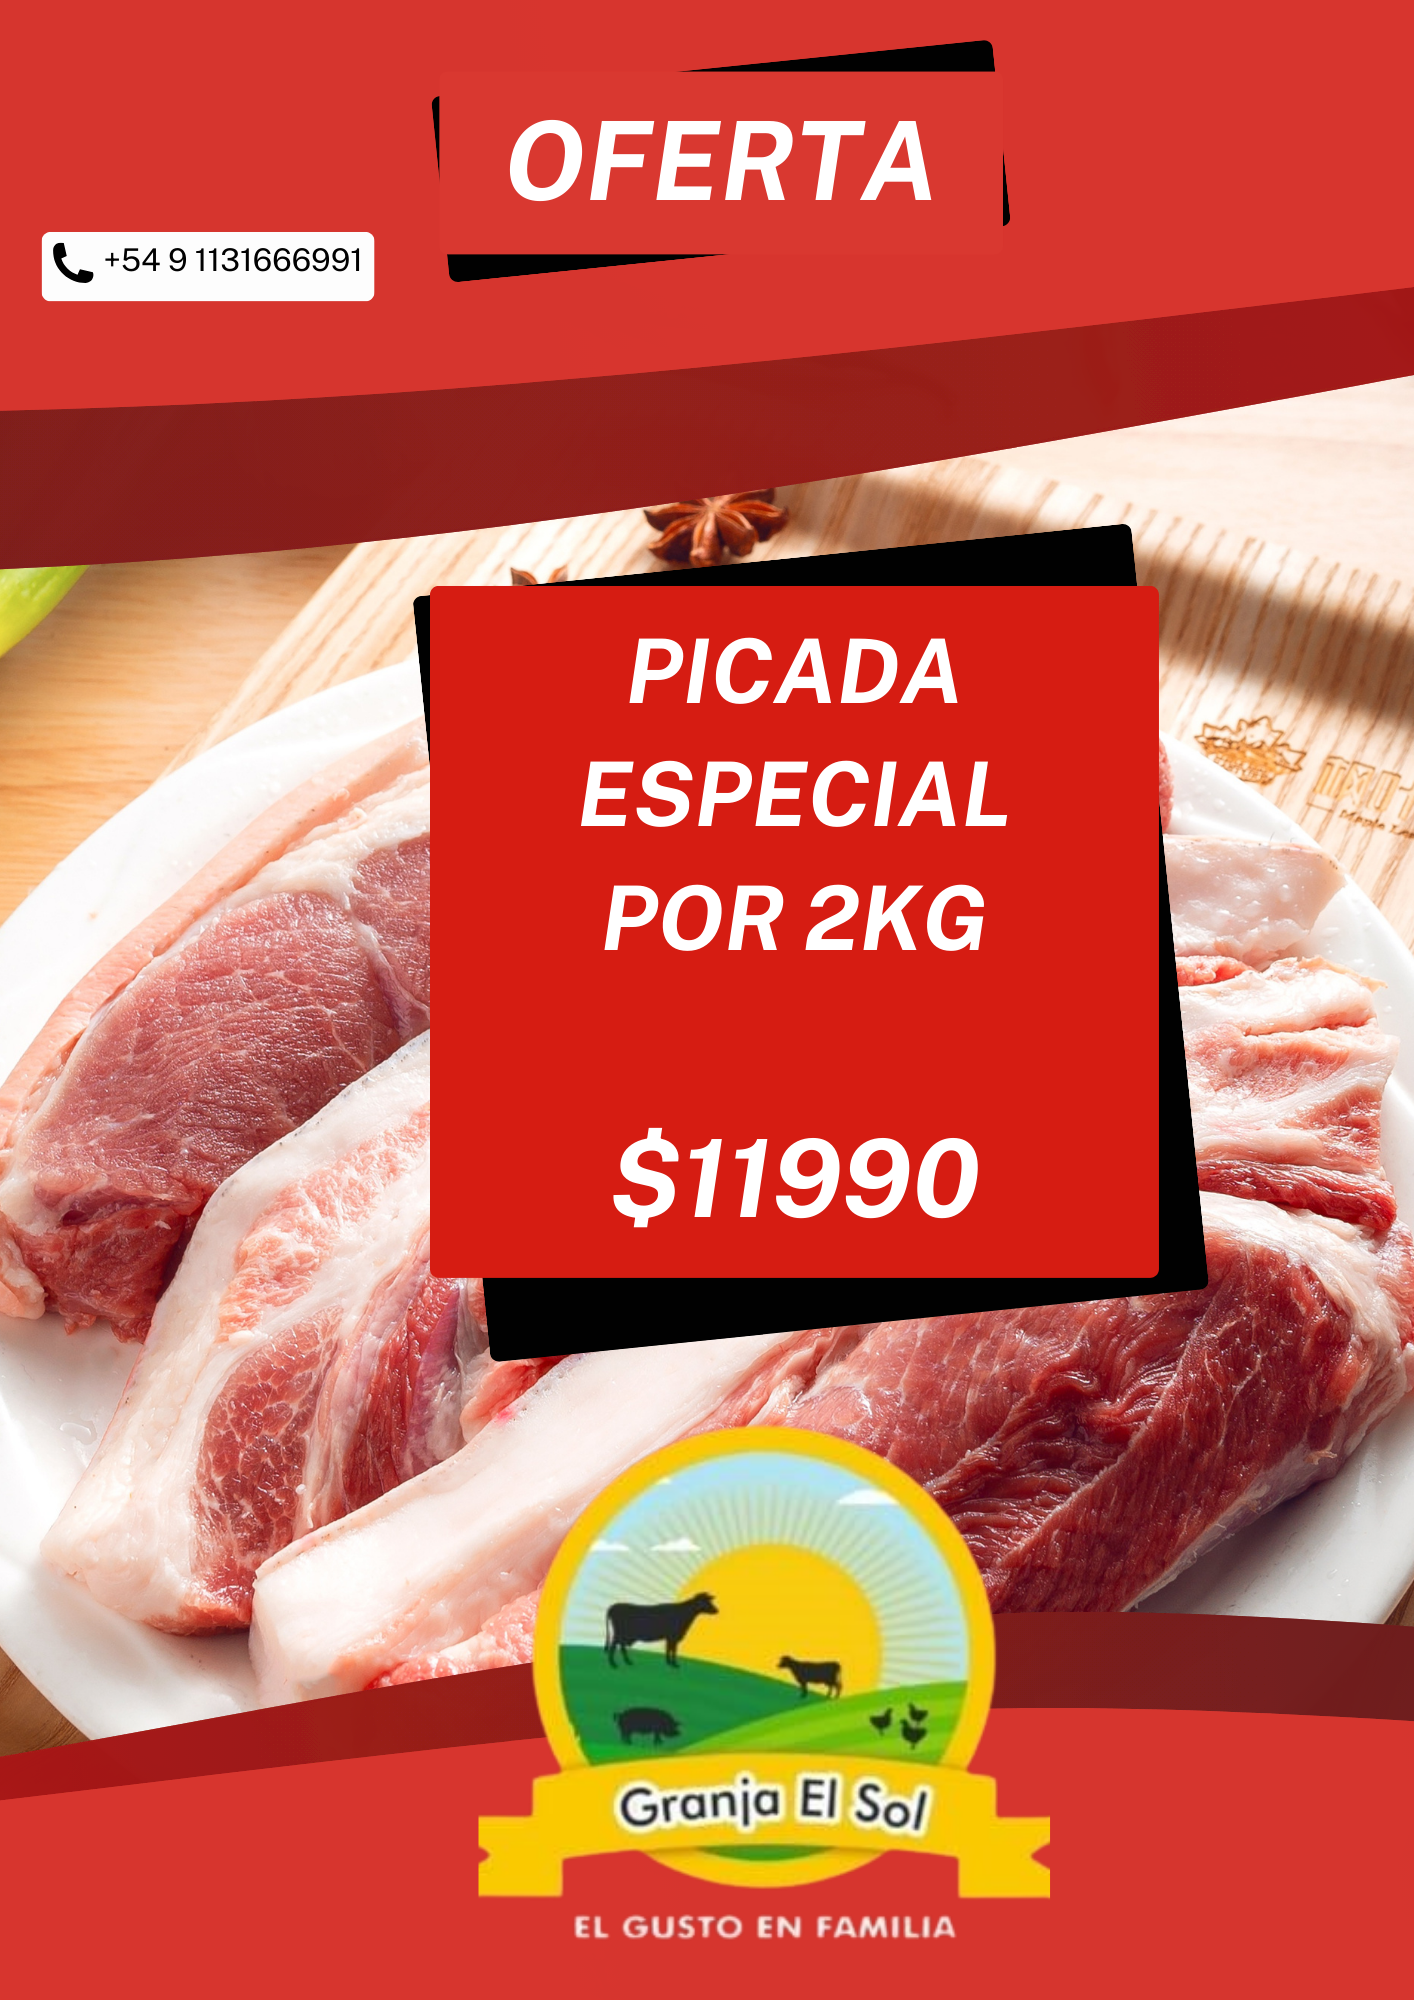 OFERTA
+54 9 1131666991
PICADA
ESPECIAL
POR 2KG
$11990
Granja El Sol
EL GUSTO EN FAMILIA